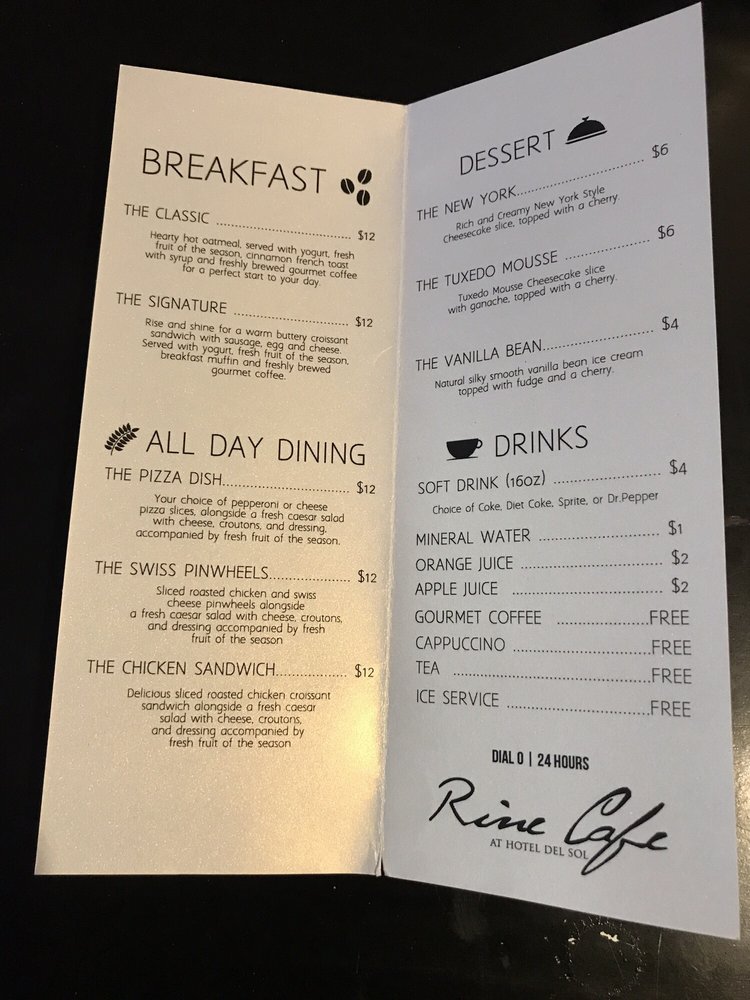 BREAKFAST
THE CLASSIC ........................................ $12
Hearty hot oatmeal, served with yogurt, fresh
fruit of the season, cinnamon french toast
with syrup and freshly brewed gourmet coffee
for a perfect start to your day.
THE SIGNATURE .................................. $12
Rise and shine for a warm buttery croissant
sandwich with sausage, egg and cheese.
Served with yogurt, fresh fruit of the season,
breakfast muffin and freshly brewed
gourmet coffee.
ALL DAY DINING
THE PIZZA DISH..................................... $12
Your choice of pepperoni or cheese
pizza slices, alongside a fresh caesar salad
with cheese, croutons, and dressing,
accompanied by fresh fruit of the season.
THE SWISS PINWHEELS....................... $12
Sliced roasted chicken and swiss
cheese pinwheels alongside
a fresh caesar salad with cheese, croutons,
and dressing accompanied by fresh
fruit of the season
THE CHICKEN SANDWICH.................... $12
Delicious sliced roasted chicken croissant
sandwich alongside a fresh caesar
salad with cheese, croutons,
and dressing accompanied by
fresh fruit of the season
DESSERT
THE NEW YORK.................................. $6
Rich and Creamy New York Style
Cheesecake slice, topped with a cherry.
THE TUXEDO MOUSSE ........................ $6
Tuxedo Mousse Cheesecake slice
with ganache, topped with a cherry.
THE VANILLA BEAN.............................. $4
Natural silky smooth vanilla bean ice cream
topped with fudge and a cherry.
DRINKS
SOFT DRINK (16oz) .............................. $4
Choice of Coke, Diet Coke, Sprite, or Dr.Pepper
MINERAL WATER .................................. $1
ORANGE JUICE ...................................... $2
APPLE JUICE ........................................ $2
GOURMET COFFEE ........................FREE
CAPPUCCINO ...................................FREE
TEA ....................................................FREE
ICE SERVICE .....................................FREE
DIAL 0 | 24 HOURS
Rine Cafe
AT HOTEL DEL SOL